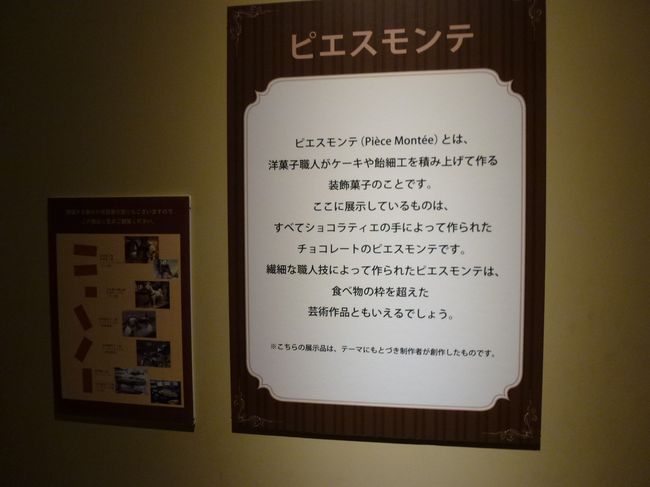 ピエスモンテ
ピエスモンテ（Pièce Montée）とは、
洋菓子職人がケーキや飴細工を積み上げて作る
装飾菓子のことです。
ここに展示しているものは、
すべてショコラティエの手によって作られた
チョコレートのピエスモンテです。
繊細な職人技によって作られたピエスモンテは、
食べ物の枠を超えた
芸術作品ともいえるでしょう。
※こちらの展示品は、テーマにもとづき制作者が創作したものです。